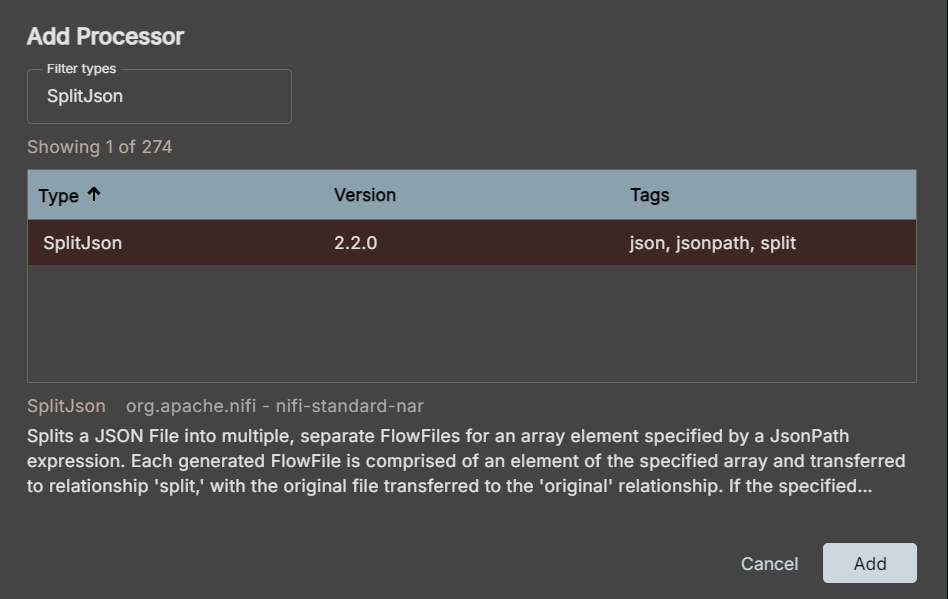 Add Processor
Filter types
SplitJson
Showing 1 of 274
Type ↑ Version Tags
SplitJson 2.2.0 json, jsonpath, split
SplitJson org.apache.nifi - nifi-standard-nar
Splits a JSON File into multiple, separate FlowFiles for an array element specified by a JsonPath
expression. Each generated FlowFile is comprised of an element of the specified array and transferred
to relationship 'split,' with the original file transferred to the 'original' relationship. If the specified...
Cancel Add